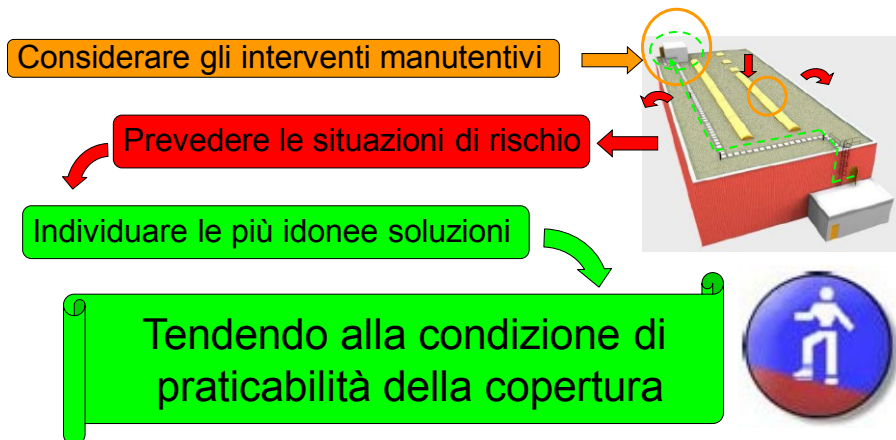 Considerare gli interventi manutentivi
Prevedere le situazioni di rischio
Individuare le più idonee soluzioni
Tendendo alla condizione di
praticabilità della copertura